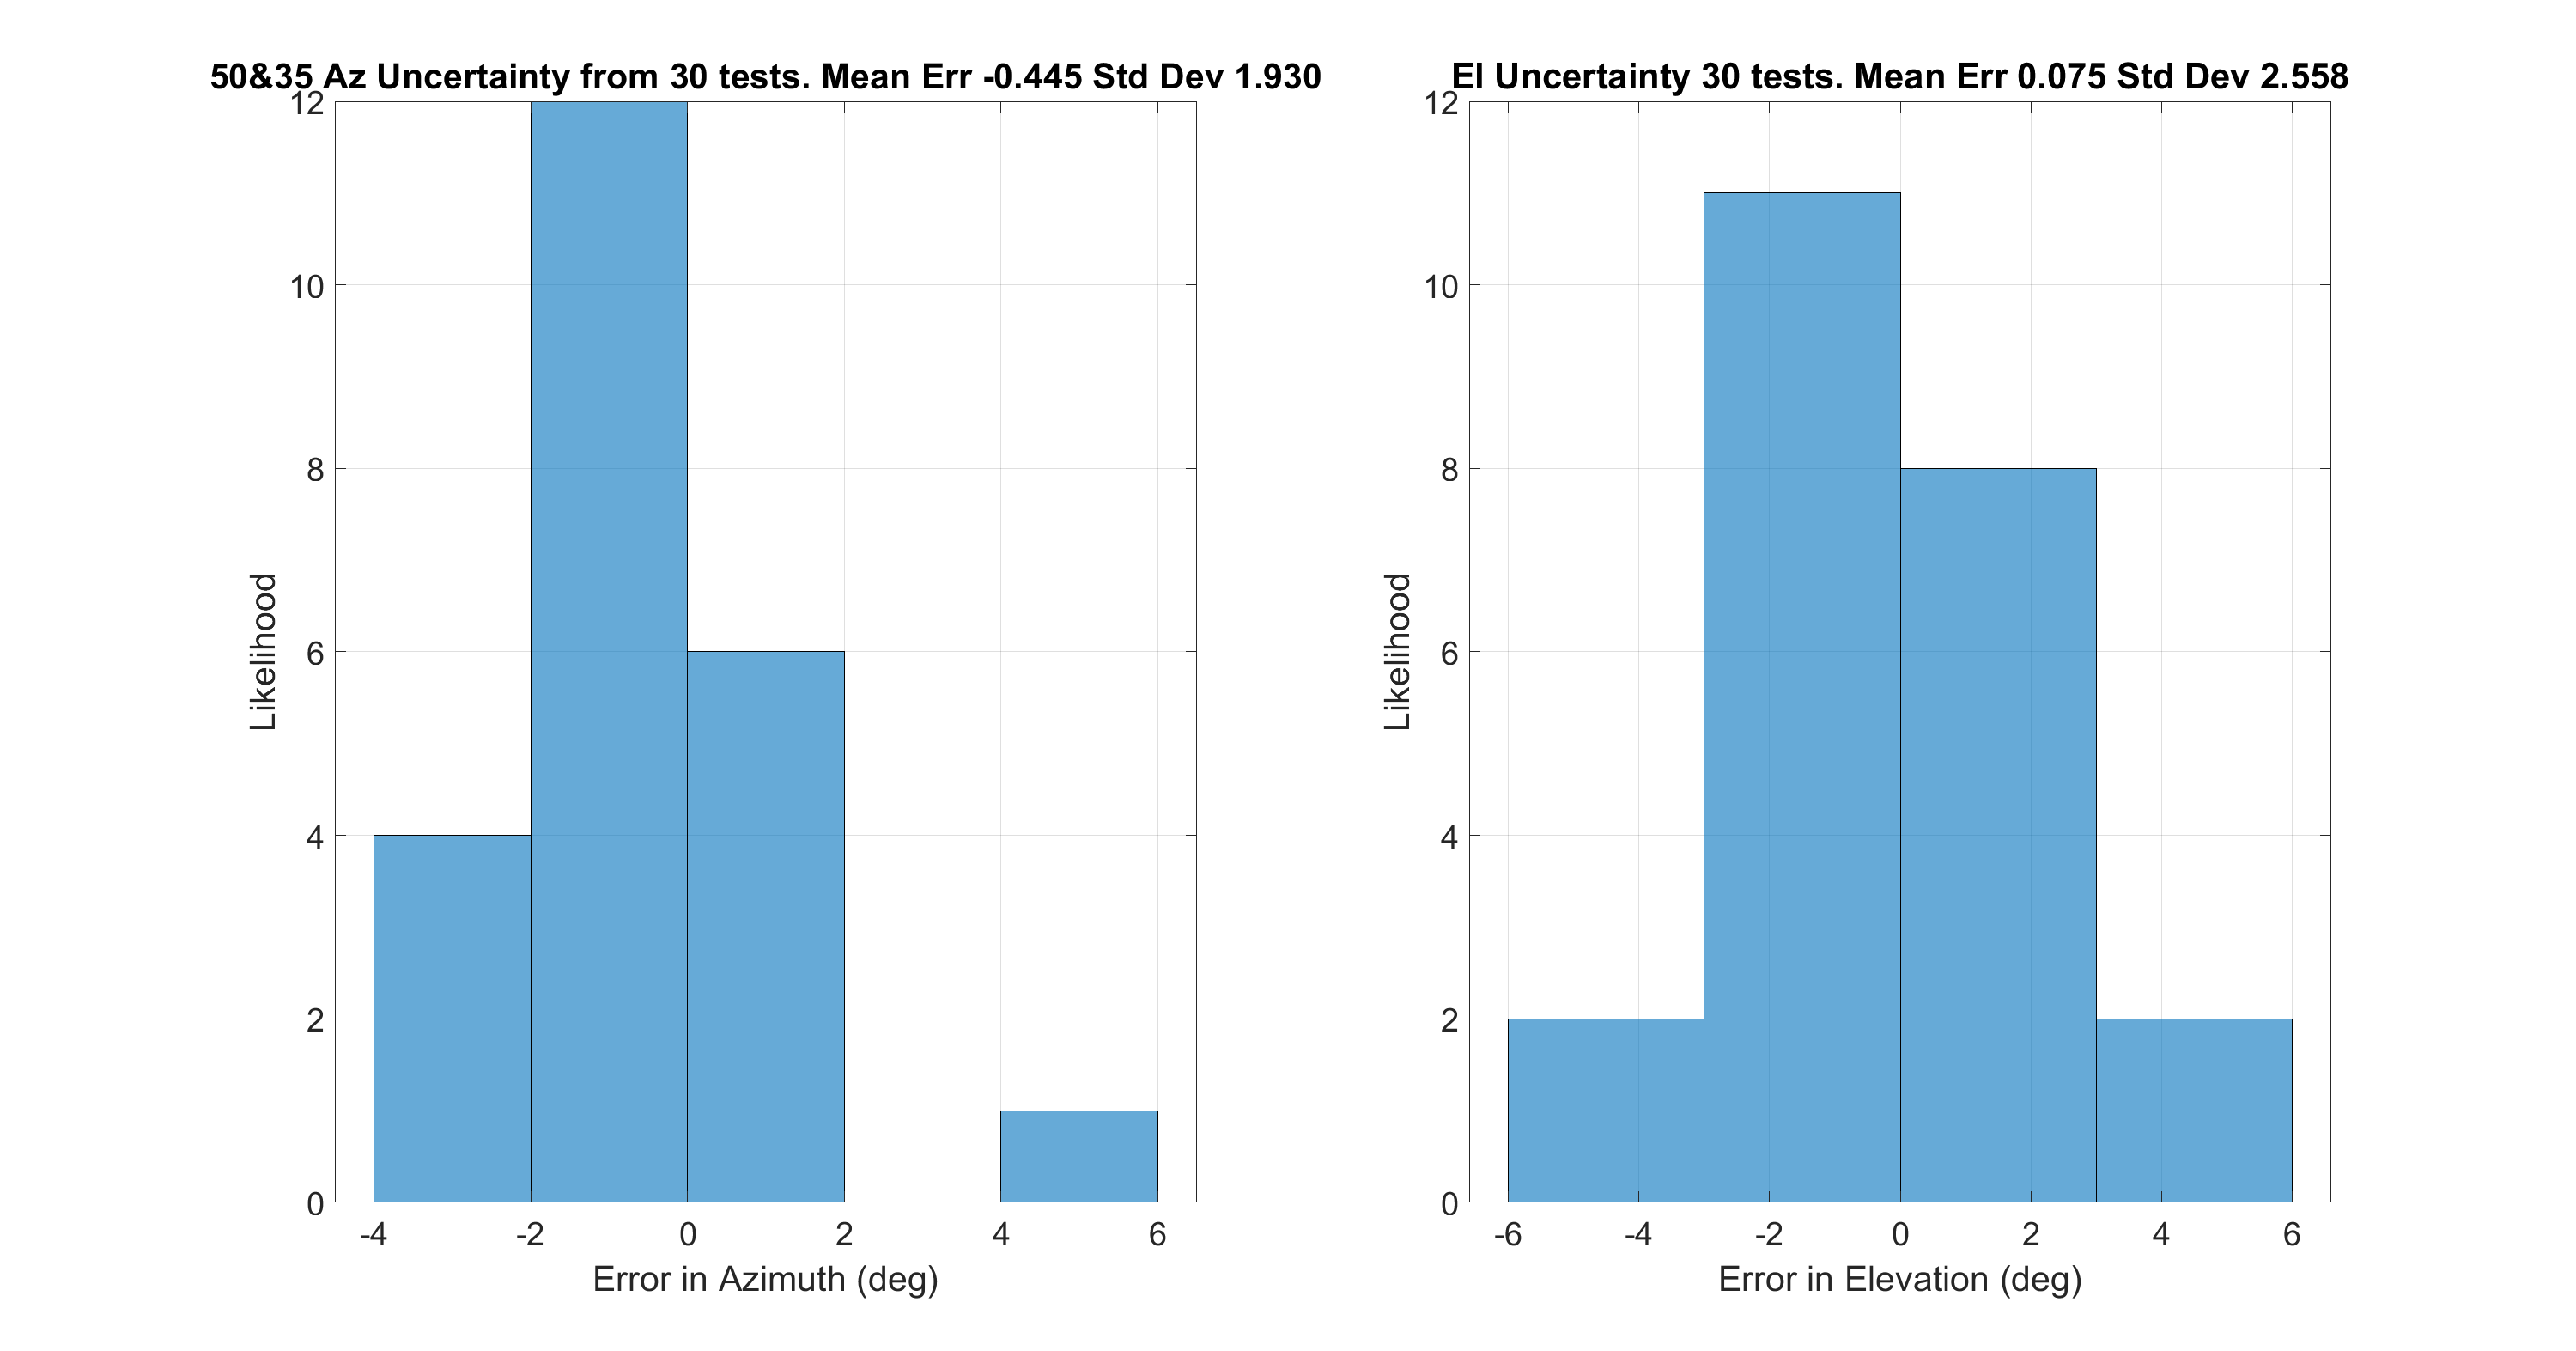 50&35 Az Uncertainty from 30 tests. Mean Err -0.445 Std Dev 1.930
12
10
8
6
4
2
0
Likelihood
-4 -2 0 2 4 6
Error in Azimuth (deg)
El Uncertainty 30 tests. Mean Err 0.075 Std Dev 2.558
12
10
8
6
4
2
0
Likelihood
-6 -4 -2 0 2 4 6
Error in Elevation (deg)